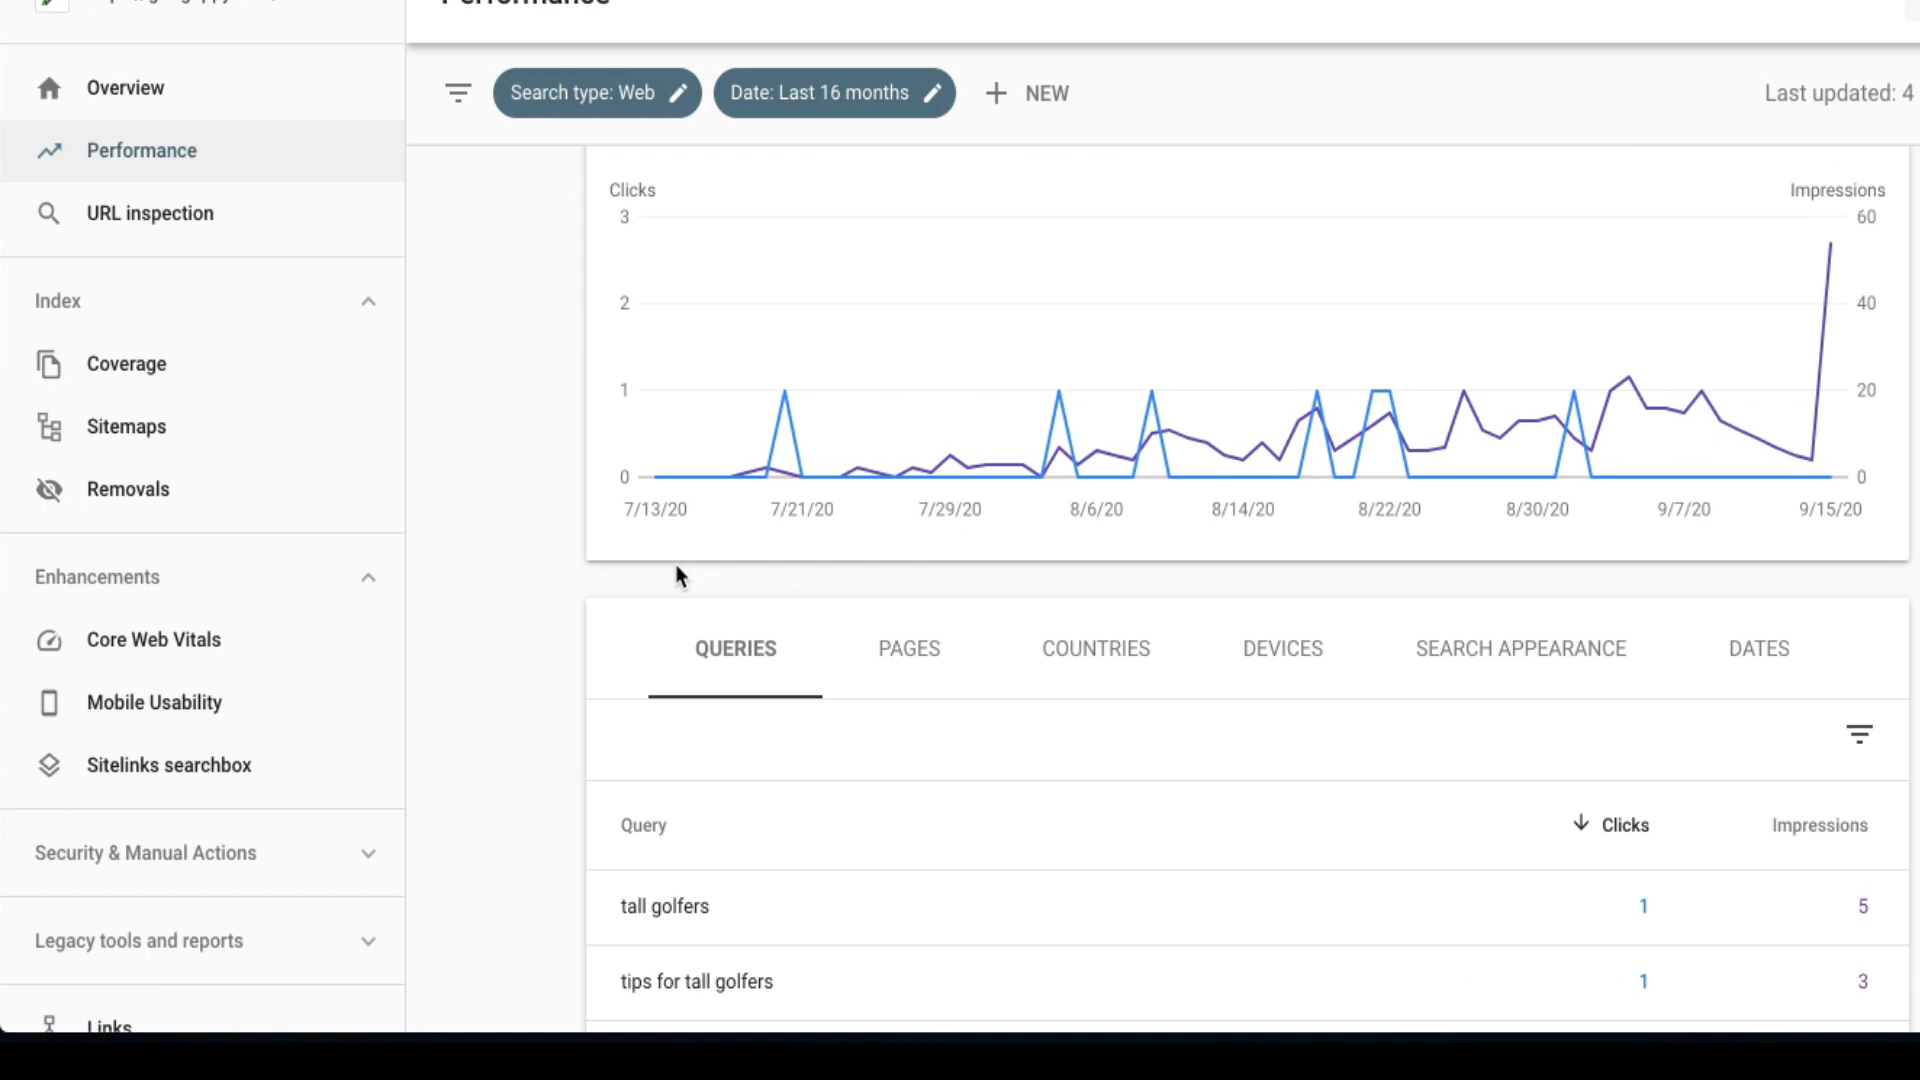 Performance
Overview
Performance
URL inspection
Index
Coverage
Sitemaps
Removals
Enhancements
Core Web Vitals
Mobile Usability
Sitelinks searchbox
Security & Manual Actions
Legacy tools and reports
Links
Search type: Web
Date: Last 16 months
NEW
Last updated: 4
Clicks
Impressions
3
60
2
40
1
20
0
0
7/13/20 7/21/20 7/29/20 8/6/20 8/14/20 8/22/20 8/30/20 9/7/20 9/15/20
QUERIES PAGES COUNTRIES DEVICES SEARCH APPEARANCE DATES
Query Clicks Impressions
tall golfers 1 5
tips for tall golfers 1 3